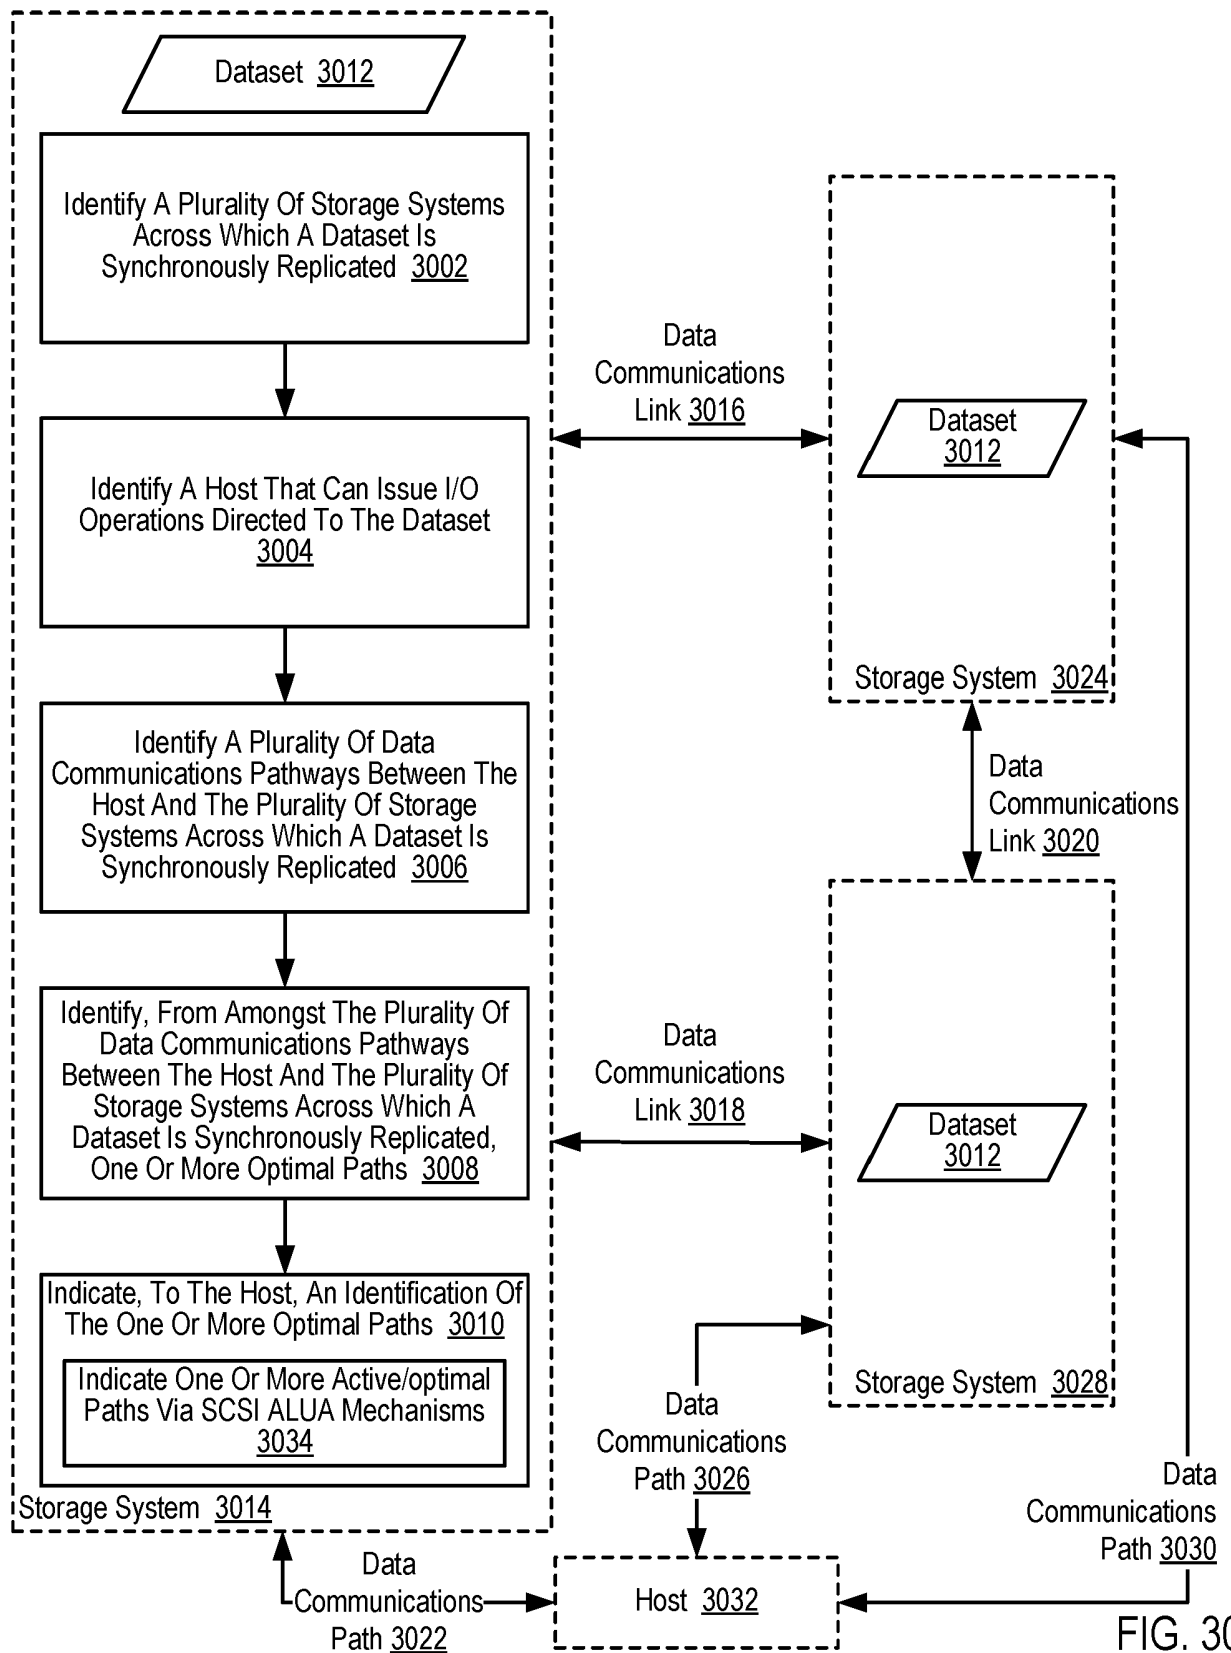 Dataset 3012
Identify A Plurality Of Storage Systems
Across Which A Dataset Is
Synchronously Replicated 3002
Identify A Host That Can Issue I/O
Operations Directed To The Dataset
3004
Identify A Plurality Of Data
Communications Pathways Between The
Host And The Plurality Of Storage
Systems Across Which A Dataset Is
Synchronously Replicated 3006
Identify, From Amongst The Plurality Of
Data Communications Pathways
Between The Host And The Plurality Of
Storage Systems Across Which A
Dataset Is Synchronously Replicated,
One Or More Optimal Paths 3008
Indicate, To The Host, An Identification Of
The One Or More Optimal Paths 3010
Indicate One Or More Active/optimal
Paths Via SCSI ALUA Mechanisms
3034
Storage System 3014
Data
Communications
Link 3016
Dataset
3012
Storage System 3024
Data
Communications
Link 3020
Data
Communications
Link 3018
Dataset
3012
Storage System 3028
Data
Communications
Path 3026
Data
Communications
Path 3030
Data
Communications
Path 3022
Host 3032
FIG. 30